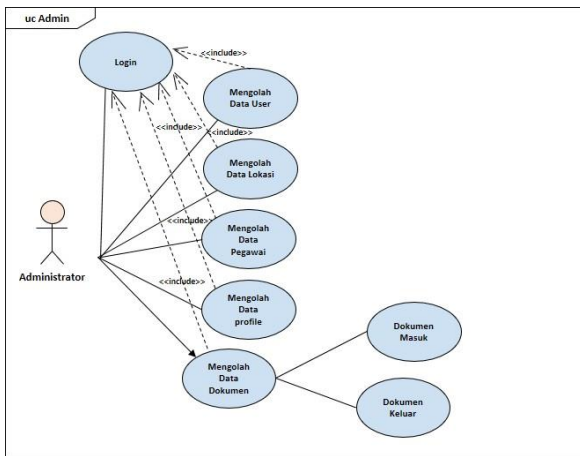 uc Admin
Login
<<include>>
Mengolah
Data User
<<include>>
<<include>>
Mengolah
Data Lokasi
<<include>>
Mengolah
Data
Pegawai
Administrator
<<include>>
Mengolah
Data
profile
Dokumen
Masuk
Mengolah
Data
Dokumen
Dokumen
Keluar